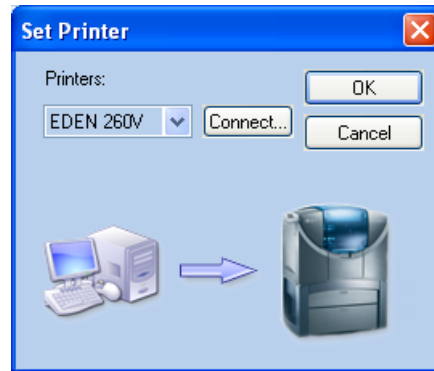 Set Printer
Printers:
OK
EDEN 260V
Connect...
Cancel